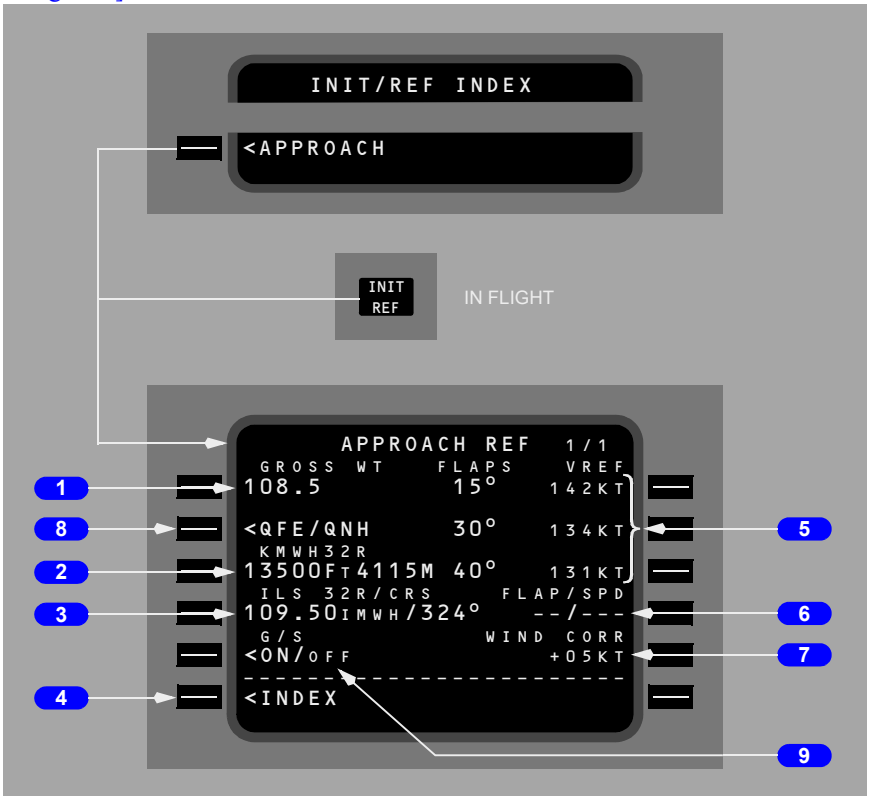 INIT/REF INDEX
<APPROACH
INIT
REF
IN FLIGHT
APPROACH REF 1/1
GROSS WT FLAPS VREF
1 108.5 15° 142KT
8 <QFE/QNH 30° 134KT 5
KMWH32R
2 13500FT4115M 40° 131KT
ILS 32R/CRS FLAP/SPD
3 109.50IMWH/324° --/--- 6
G/S WIND CORR
<ON/OFF +05KT 7
------------------------
4 <INDEX
9